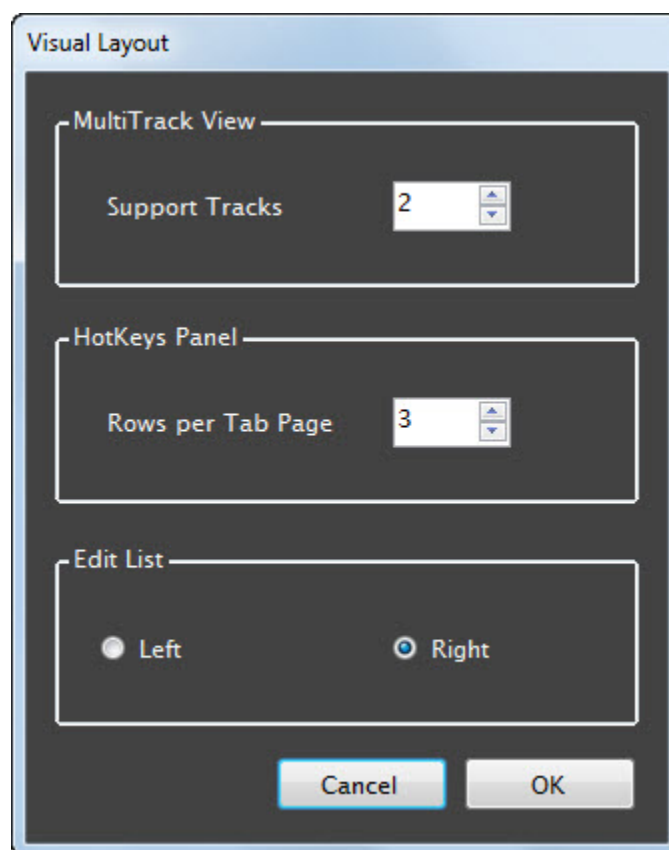 Visual Layout
MultiTrack View
Support Tracks 2
HotKeys Panel
Rows per Tab Page 3
Edit List
Left Right
Cancel OK